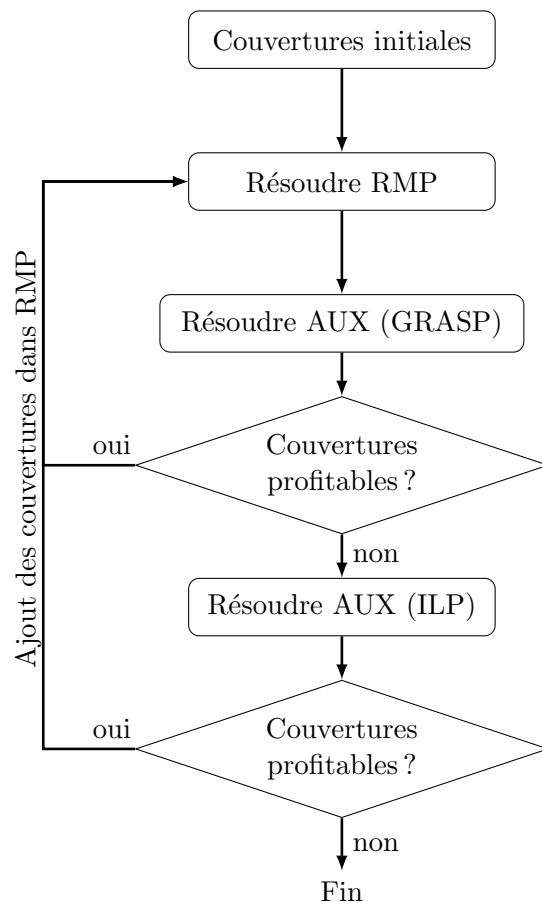 Couvertures initiales
Résoudre RMP
Résoudre AUX (GRASP)
Couvertures
profitables ?
oui
non
Résoudre AUX (ILP)
Couvertures
profitables ?
oui
non
Fin
Ajout des couvertures dans RMP